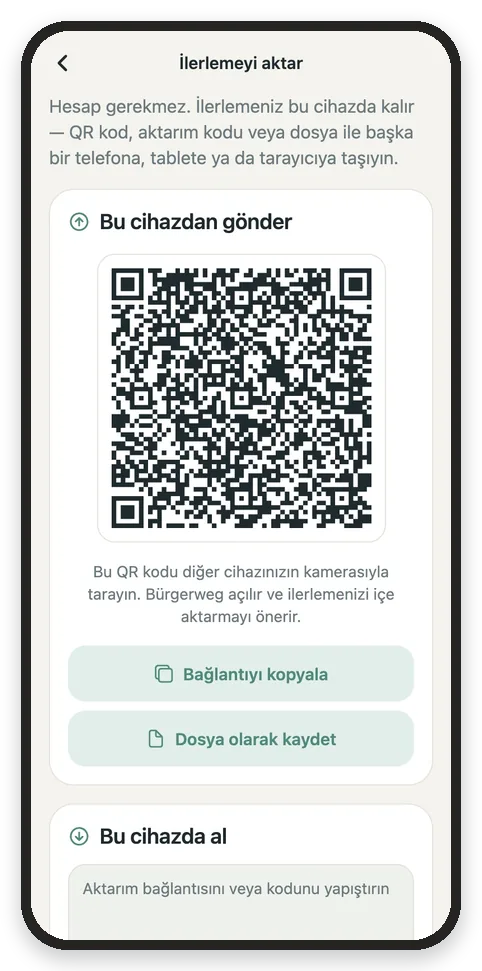 İlerlemeyi aktar
Hesap gerekmez. İlerlemeniz bu cihazda kalır
— QR kod, aktarım kodu veya dosya ile başka
bir telefona, tablete ya da tarayıcıya taşıyın.
Bu cihazdan gönder
Bu QR kodu diğer cihazınızın kamerasıyla
tarayın. Bürgerweg açılır ve ilerlemenizi içe
aktarmayı önerir.
Bağlantıyı kopyala
Dosya olarak kaydet
Bu cihazda al
Aktarım bağlantısını veya kodunu yapıştırın